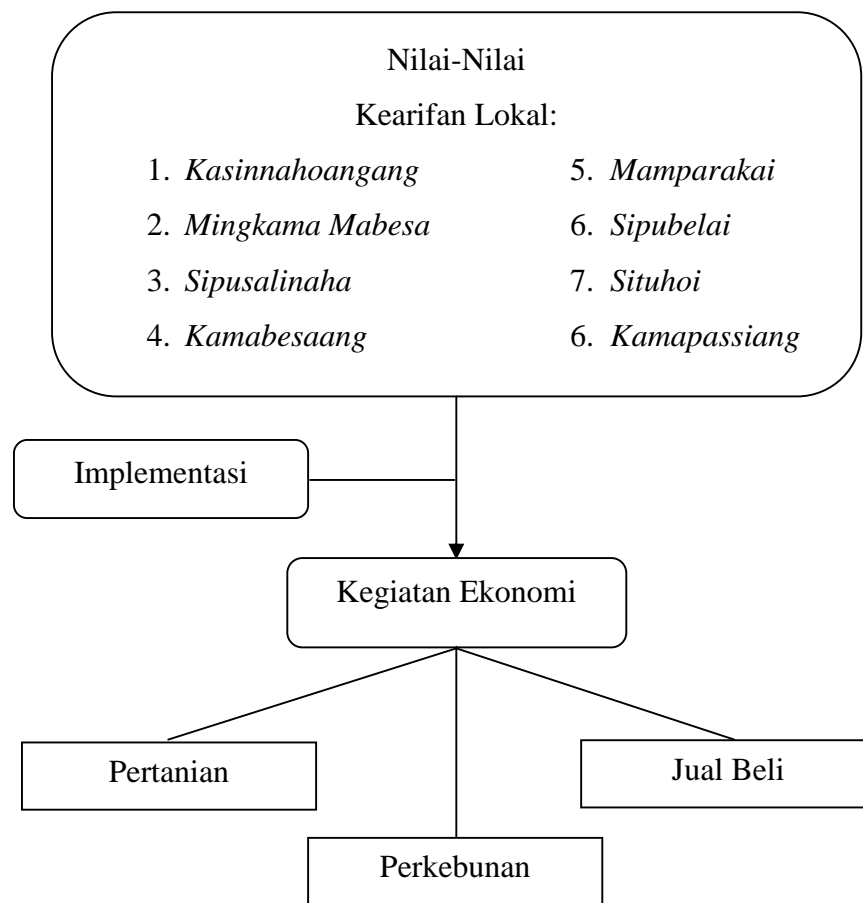 Nilai-Nilai
Kearifan Lokal:
1. Kasinnahoangang
2. Mingkama Mabesa
3. Sipusalinaha
4. Kamabesaang
5. Mamparakai
6. Sipubelai
7. Situhoi
6. Kamapassiang
Implementasi
Kegiatan Ekonomi
Pertanian
Jual Beli
Perkebunan